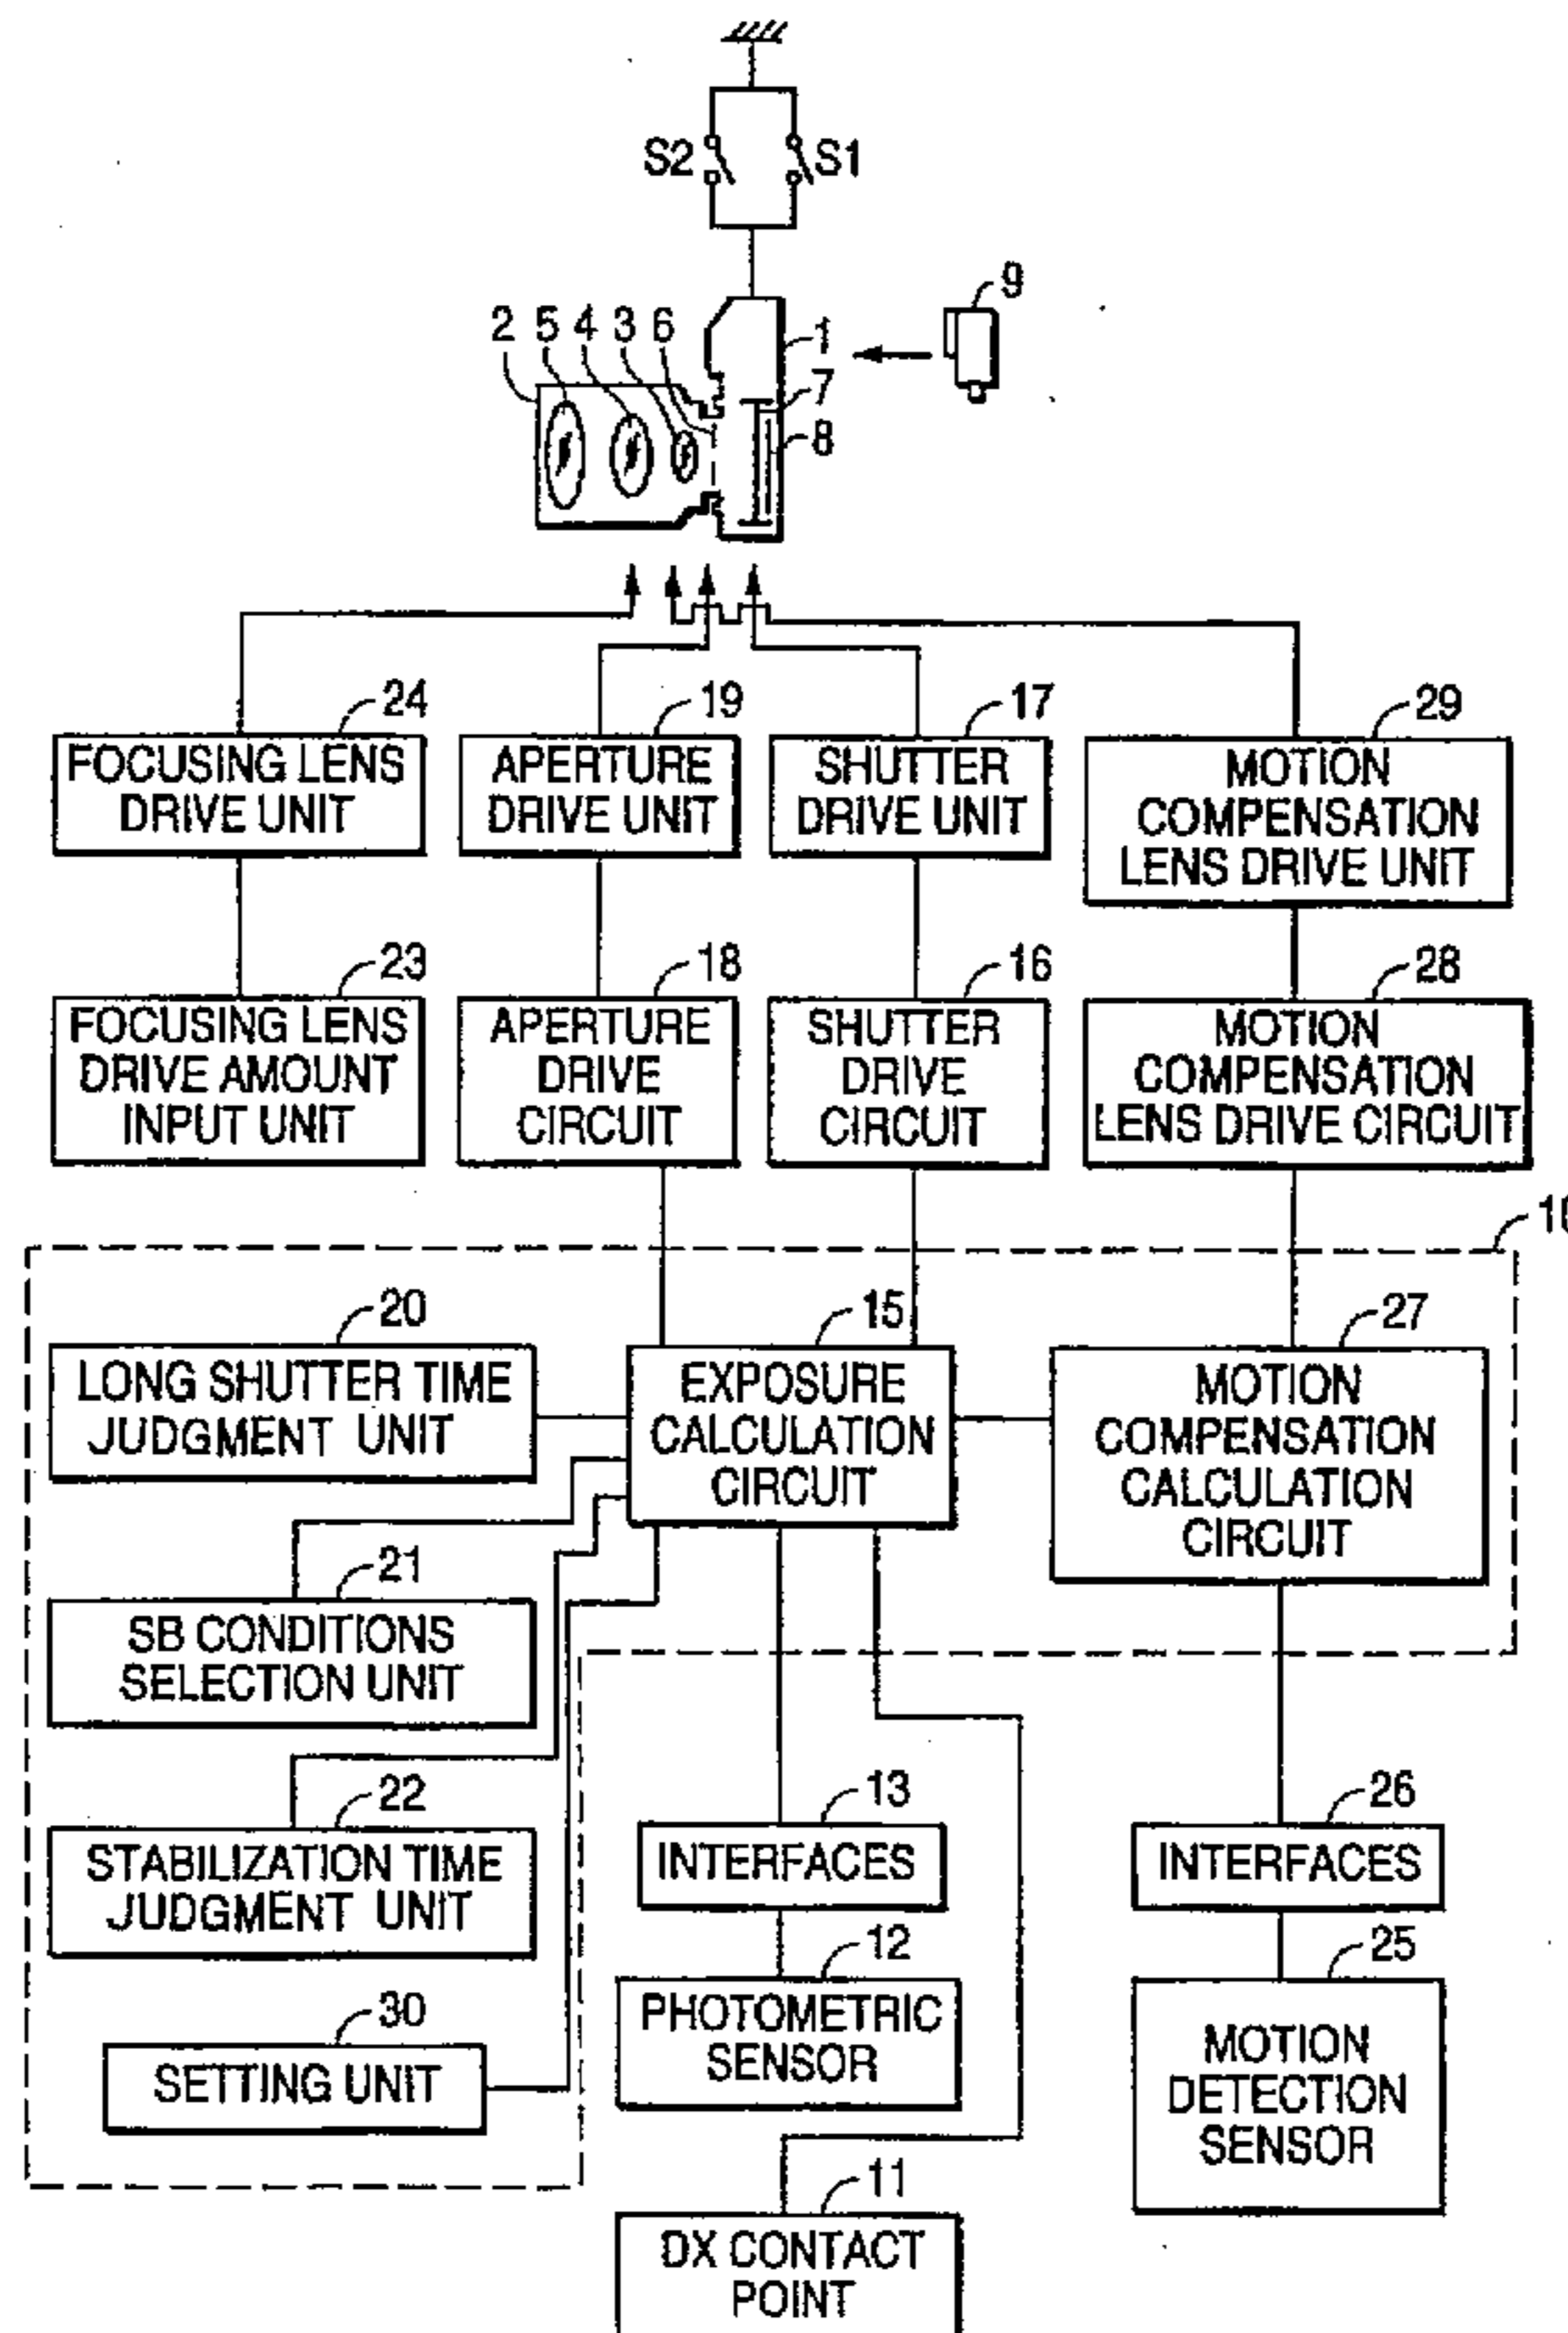 S2 S1
9
2 5 4 3 6 1
7
8
24 19 17 29
FOCUSING LENS
DRIVE UNIT
APERTURE
DRIVE UNIT
SHUTTER
DRIVE UNIT
MOTION
COMPENSATION
LENS DRIVE UNIT
23 18 16 28
FOCUSING LENS
DRIVE AMOUNT
INPUT UNIT
APERTURE
DRIVE
CIRCUIT
SHUTTER
DRIVE
CIRCUIT
MOTION
COMPENSATION
LENS DRIVE CIRCUIT
10
20 15 27
LONG SHUTTER TIME
JUDGMENT UNIT
EXPOSURE
CALCULATION
CIRCUIT
MOTION
COMPENSATION
CALCULATION
CIRCUIT
21
SB CONDITIONS
SELECTION UNIT
22 13 26
STABILIZATION TIME
JUDGMENT UNIT
INTERFACES
INTERFACES
12 25
PHOTOMETRIC
SENSOR
MOTION
DETECTION
SENSOR
30
SETTING UNIT
11
DX CONTACT
POINT